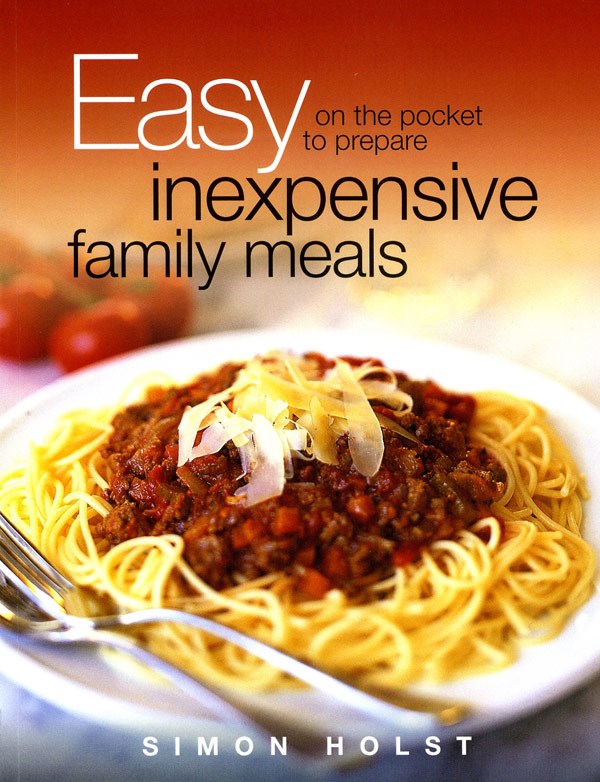 Easy
on the pocket
to prepare
inexpensive
family meals
SIMON HOLST